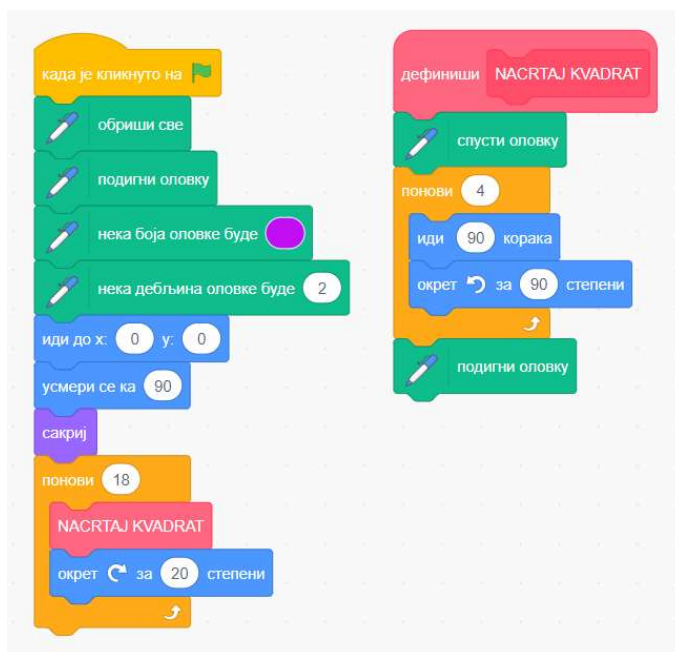 када је кликнуто на
обриши све
подигни оловку
нека боја оловке буде
нека дебљина оловке буде 2
иди до x: 0 y: 0
усмери се ка 90
сакриј
понови 18
NACRTAJ KVADRAT
окрет за 20 степени
дефиниши NACRTAJ KVADRAT
спусти оловку
понови 4
иди 90 корака
окрет за 90 степени
подигни оловку